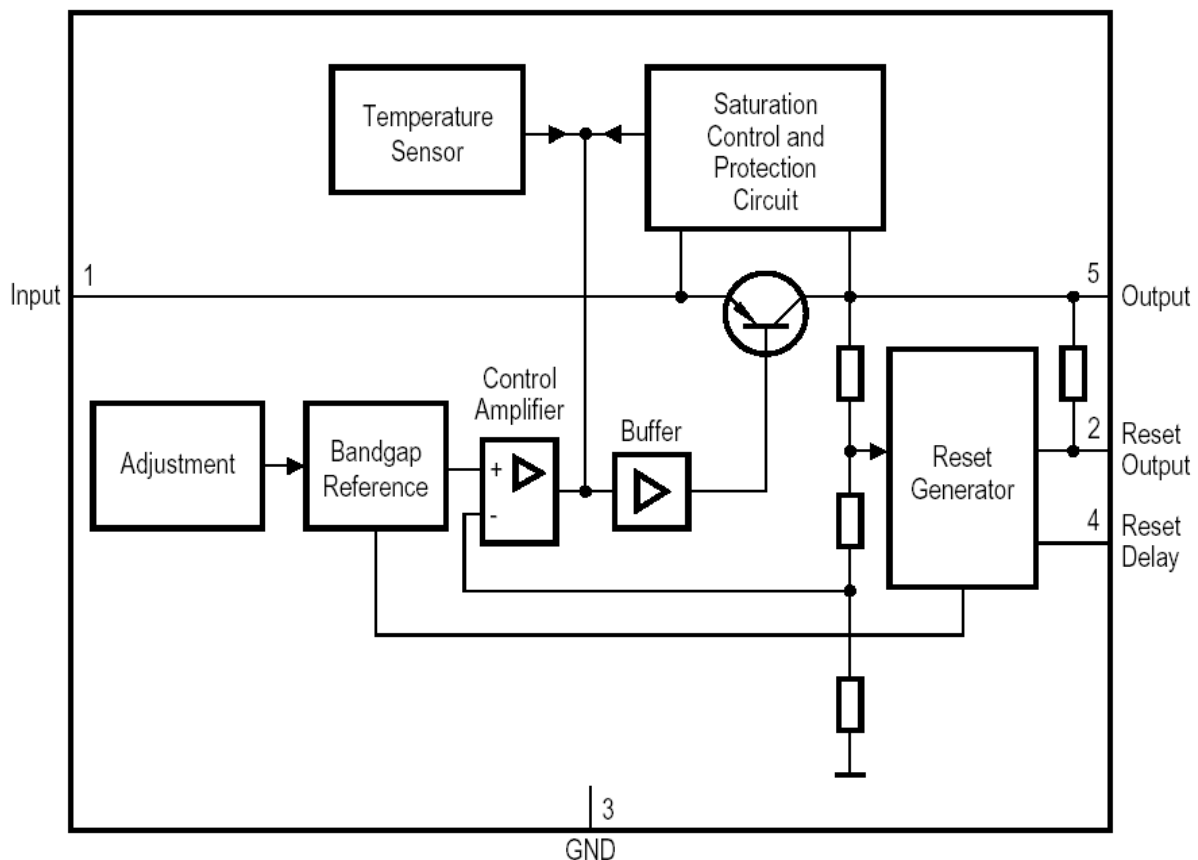 Temperature
Sensor
Saturation
Control and
Protection
Circuit
Input
1
5
Output
Control
Amplifier
Buffer
Adjustment
Bandgap
Reference
+
-
Reset
Generator
2
Reset
Output
4
Reset
Delay
3
GND